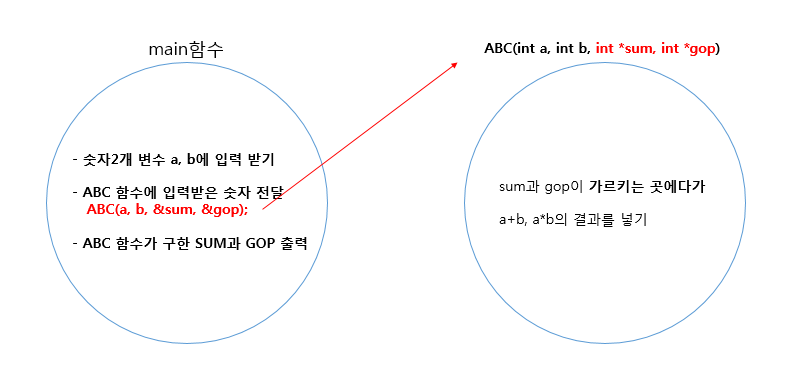 main함수
- 숫자2개 변수 a, b에 입력 받기
- ABC 함수에 입력받은 숫자 전달
ABC(a, b, &sum, &gop);
- ABC 함수가 구한 SUM과 GOP 출력
ABC(int a, int b, int *sum, int *gop)
sum과 gop이 가르키는 곳에다가
a+b, a*b의 결과를 넣기